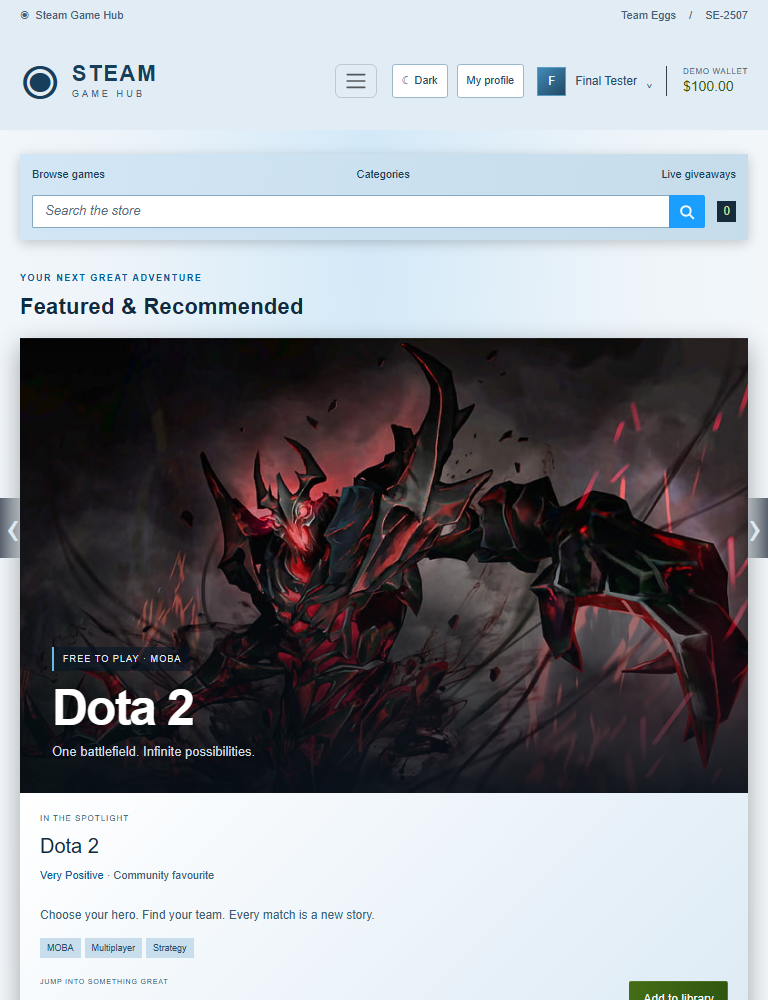 Steam Game Hub
Team Eggs / SE-2507
STEAM
GAME HUB
☾ Dark
My profile
F
Final Tester
DEMO WALLET
$100.00
Browse games
Categories
Live giveaways
Search the store
0
YOUR NEXT GREAT ADVENTURE
Featured & Recommended
FREE TO PLAY · MOBA
Dota 2
One battlefield. Infinite possibilities.
IN THE SPOTLIGHT
Dota 2
Very Positive · Community favourite
Choose your hero. Find your team. Every match is a new story.
MOBA
Multiplayer
Strategy
JUMP INTO SOMETHING GREAT
Add to library